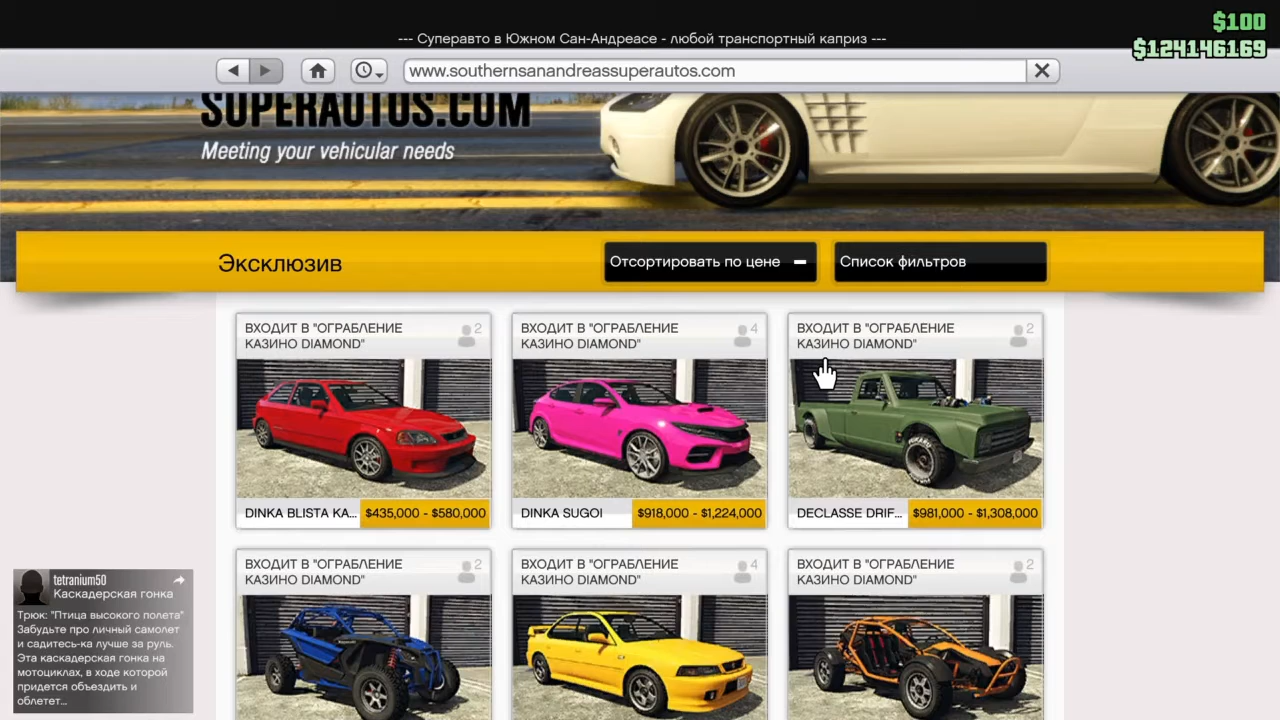 $100
--- Суперавто в Южном Сан-Андреасе - любой транспортный каприз ---
$124146169
www.southernsanandreassuperautos.com
SUPERAUTOS.COM
Meeting your vehicular needs
Эксклюзив
Отсортировать по цене
Список фильтров
ВХОДИТ В "ОГРАБЛЕНИЕ
КАЗИНО DIAMOND"
2
ВХОДИТ В "ОГРАБЛЕНИЕ
КАЗИНО DIAMOND"
4
ВХОДИТ В "ОГРАБЛЕНИЕ
КАЗИНО DIAMOND"
2
DINKA BLISTA KA...
$435,000 - $580,000
DINKA SUGOI
$918,000 - $1,224,000
DECLASSE DRIF...
$981,000 - $1,308,000
ВХОДИТ В "ОГРАБЛЕНИЕ
КАЗИНО DIAMOND"
2
ВХОДИТ В "ОГРАБЛЕНИЕ
КАЗИНО DIAMOND"
4
ВХОДИТ В "ОГРАБЛЕНИЕ
КАЗИНО DIAMOND"
2
tetranium50
Каскадерская гонка
Трюк: "Птица высокого полета"
Забудьте про личный самолет
и садитесь-ка лучше за руль.
Эта каскадерская гонка на
мотоциклах, в ходе которой
придется объездить и
облетет...